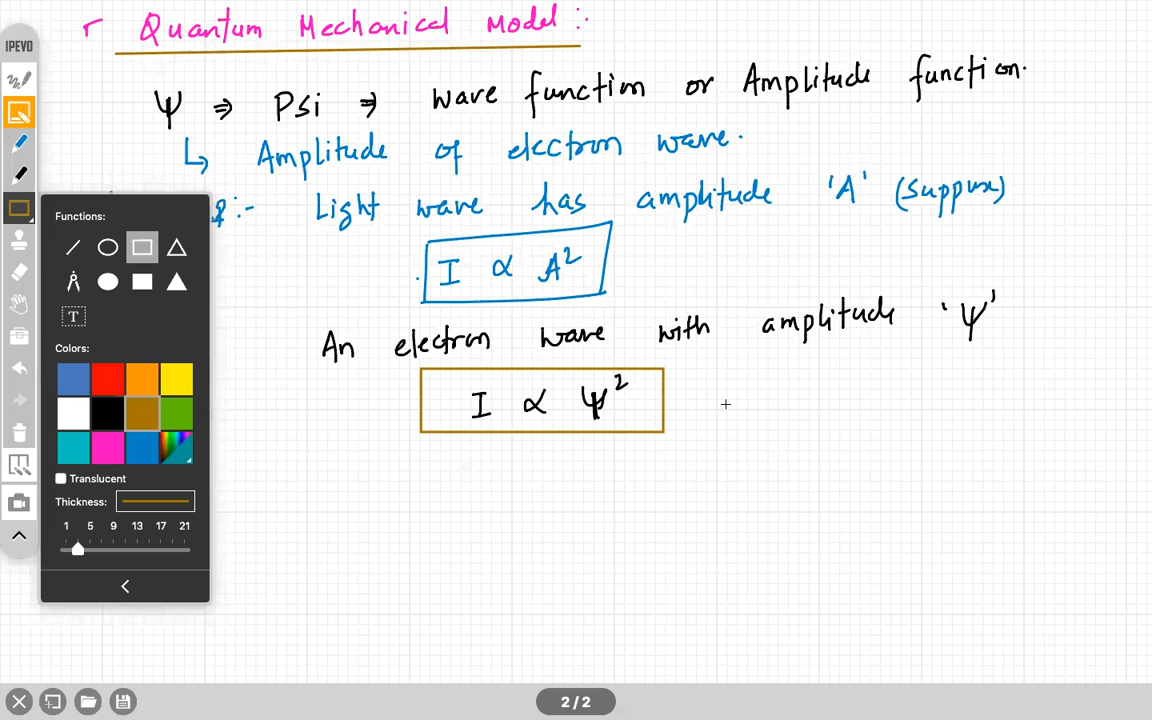 Quantum Mechanical Model :-
IPEVO
Ψ ⇒ Psi ⇒ Wave function or Amplitude function.
↳ Amplitude of electron wave.
:- Light wave has amplitude 'A' (Suppose)
I ∝ A²
An electron wave with amplitude 'Ψ'
I ∝ Ψ²
Functions:
T
Colors:
Translucent
Thickness:
1 5 9 13 17 21
2 / 2